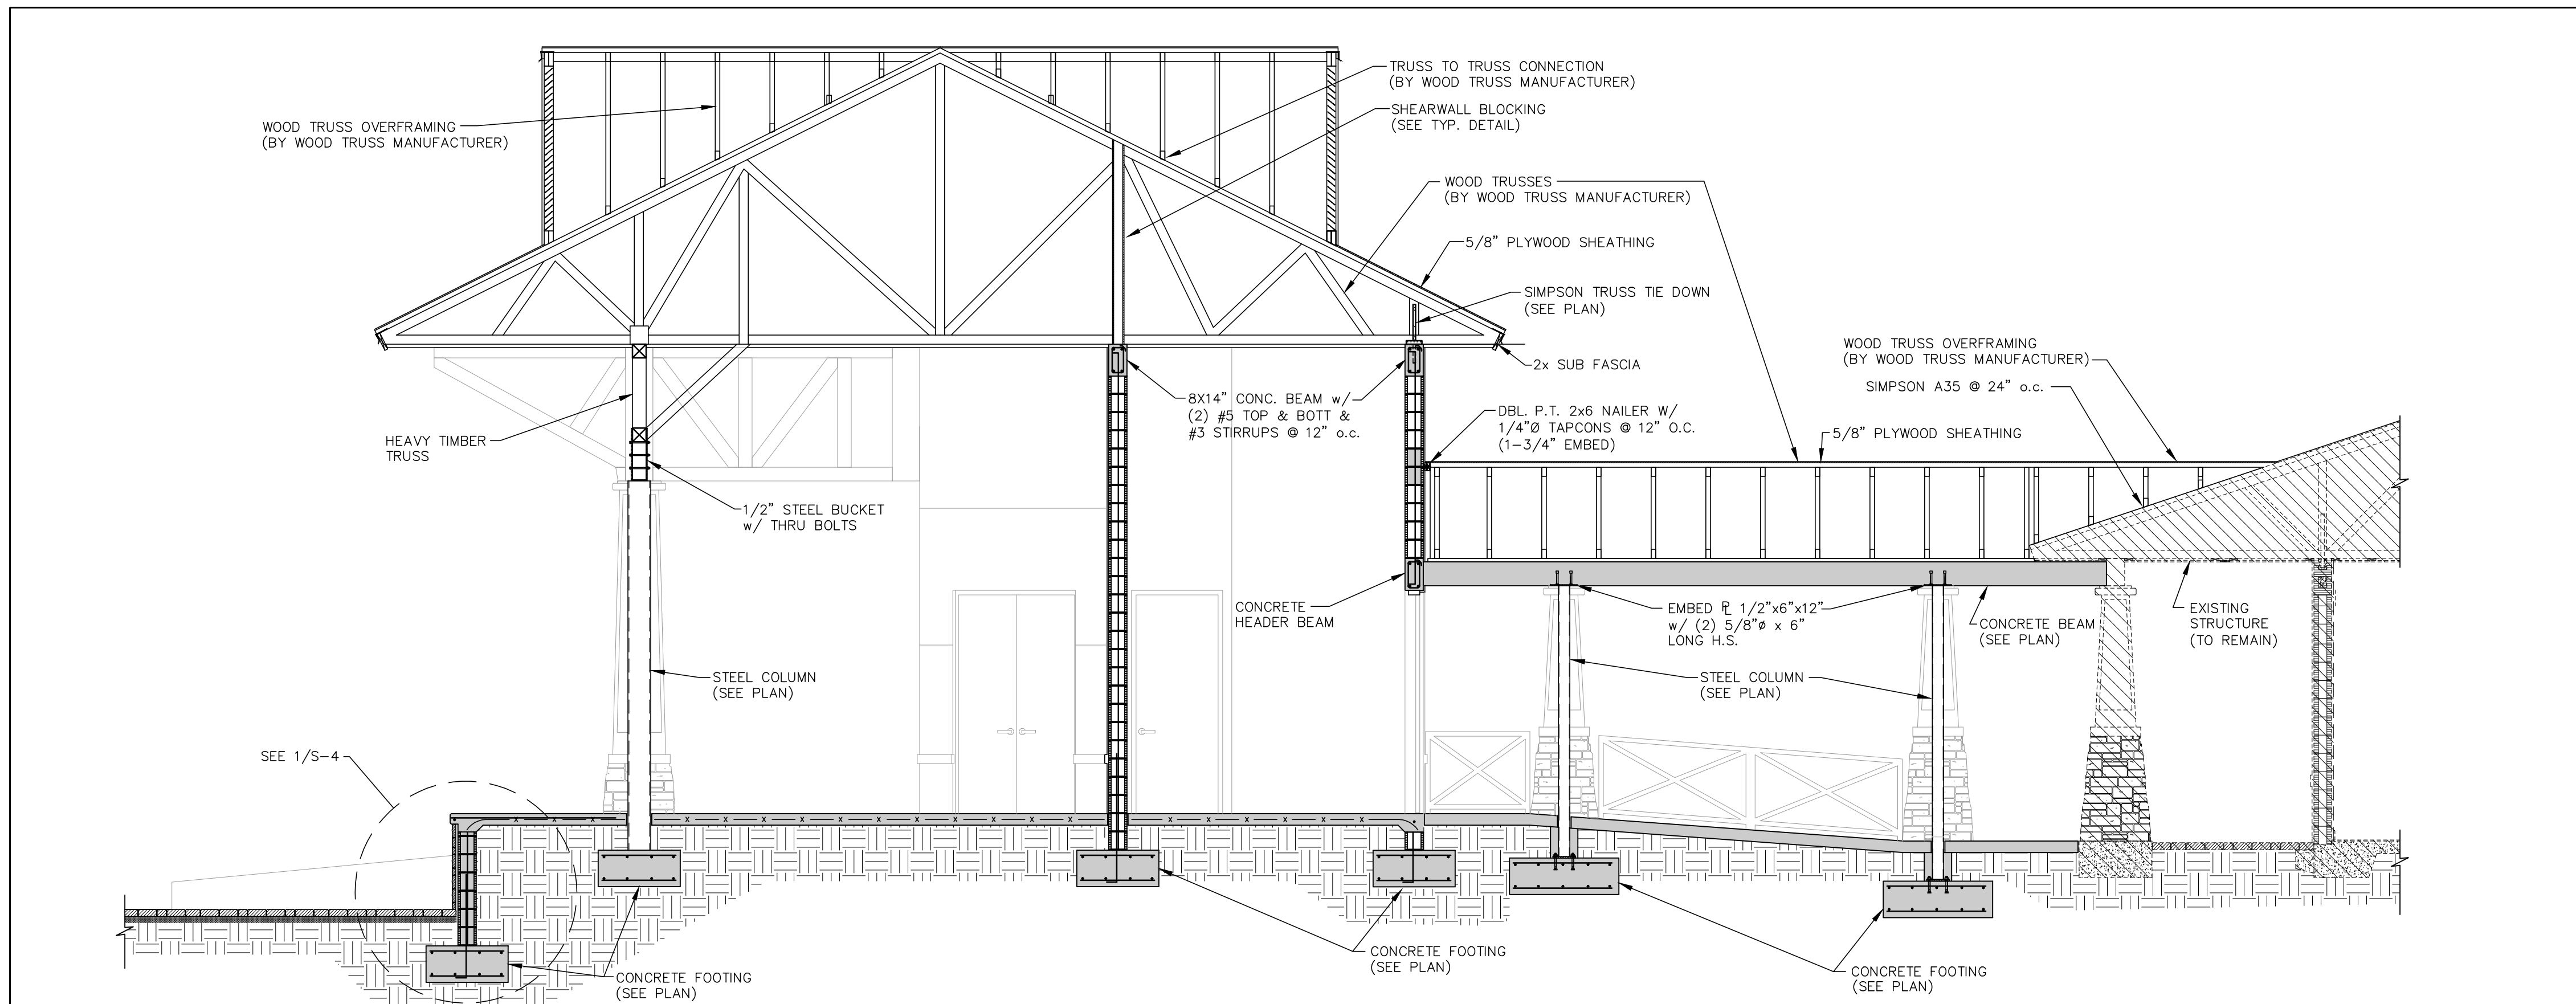 TRUSS TO TRUSS CONNECTION
(BY WOOD TRUSS MANUFACTURER)
SHEARWALL BLOCKING
(SEE TYP. DETAIL)
WOOD TRUSS OVERFRAMING
(BY WOOD TRUSS MANUFACTURER)
WOOD TRUSSES
(BY WOOD TRUSS MANUFACTURER)
5/8" PLYWOOD SHEATHING
SIMPSON TRUSS TIE DOWN
(SEE PLAN)
2x SUB FASCIA
WOOD TRUSS OVERFRAMING
(BY WOOD TRUSS MANUFACTURER)
SIMPSON A35 @ 24" o.c.
8X14" CONC. BEAM w/
(2) #5 TOP & BOTT &
#3 STIRRUPS @ 12" o.c.
DBL. P.T. 2x6 NAILER W/
1/4"Ø TAPCONS @ 12" O.C.
(1-3/4" EMBED)
5/8" PLYWOOD SHEATHING
HEAVY TIMBER
TRUSS
1/2" STEEL BUCKET
w/ THRU BOLTS
CONCRETE
HEADER BEAM
EMBED ℄ 1/2"x6"x12"
w/ (2) 5/8"ø x 6"
LONG H.S.
CONCRETE BEAM
(SEE PLAN)
EXISTING
STRUCTURE
(TO REMAIN)
STEEL COLUMN
(SEE PLAN)
STEEL COLUMN
(SEE PLAN)
SEE 1/S-4
CONCRETE FOOTING
(SEE PLAN)
CONCRETE FOOTING
(SEE PLAN)
CONCRETE FOOTING
(SEE PLAN)